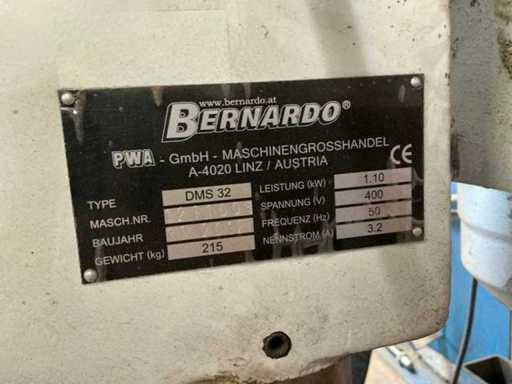 www.bernardo.at
BERNARDO®
PWA - GmbH - MASCHINENGROSSHANDEL
A-4020 LINZ / AUSTRIA
CE
TYPE DMS 32
MASCH.NR.
BAUJAHR
GEWICHT (kg) 215
LEISTUNG (kW) 1.10
SPANNUNG (V) 400
FREQUENZ (Hz) 50
NENNSTROM (A) 3.2